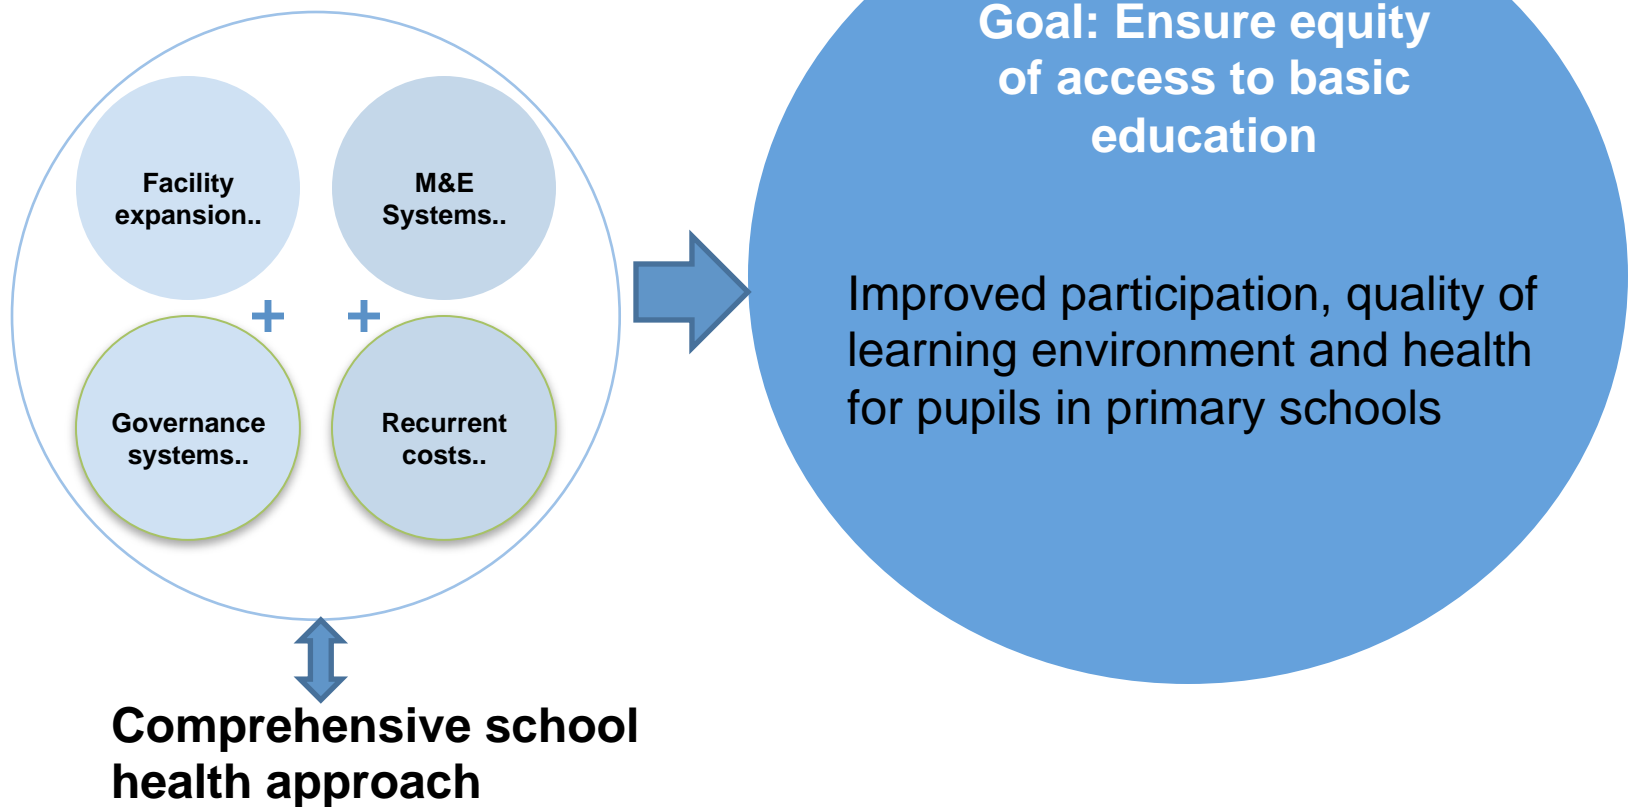 Goal: Ensure equity
of access to basic
education
Facility
expansion..
M&E
Systems..
+ +
Governance
systems..
Recurrent
costs..
Improved participation, quality of
learning environment and health
for pupils in primary schools
Comprehensive school
health approach